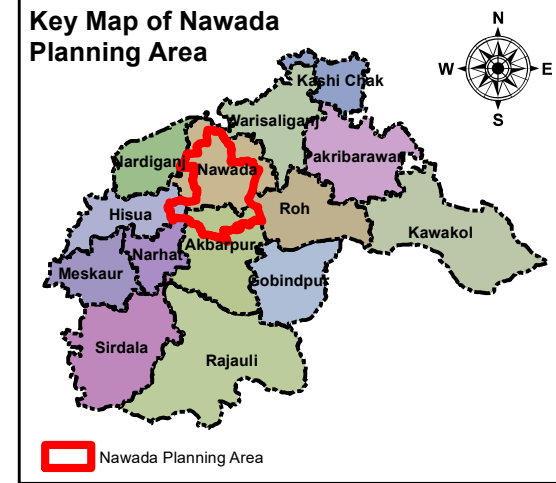 Key Map of Nawada
Planning Area
N
W
E
S
Kashi Chak
Warisaliganj
Pakribarawan
Nardiganj
Nawada
Roh
Hisua
Kawakol
Akbarpur
Narhat
Meskaur
Gobindpur
Sirdala
Rajauli
Nawada Planning Area